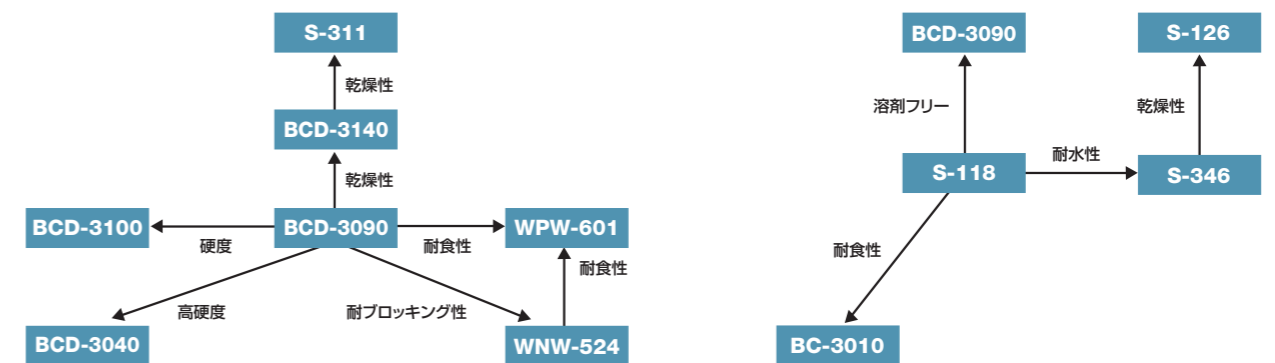 S-311
乾燥性
BCD-3140
乾燥性
BCD-3100
硬度
BCD-3090
耐食性
WPW-601
耐食性
高硬度
耐ブロッキング性
BCD-3040
WNW-524
BCD-3090
S-126
溶剤フリー
乾燥性
S-118
耐水性
S-346
耐食性
BC-3010